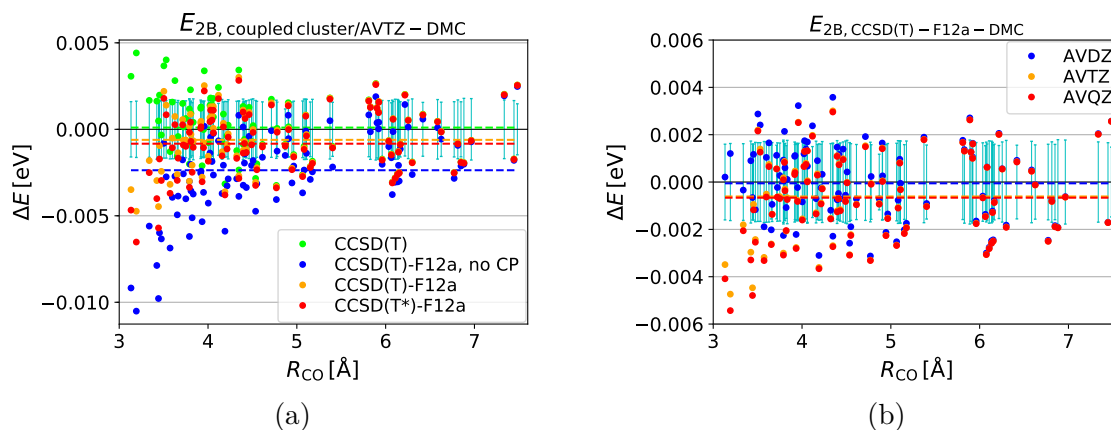 E2B, coupled cluster/AVTZ − DMC
0.005
0.000
−0.005
−0.010
ΔE [eV]
CCSD(T)
CCSD(T)-F12a, no CP
CCSD(T)-F12a
CCSD(T*)-F12a
3 4 5 6 7
RCO [Å]
(a)
E2B, CCSD(T) − F12a − DMC
0.006
0.004
0.002
0.000
−0.002
−0.004
−0.006
ΔE [eV]
AVDZ
AVTZ
AVQZ
3 4 5 6 7
RCO [Å]
(b)